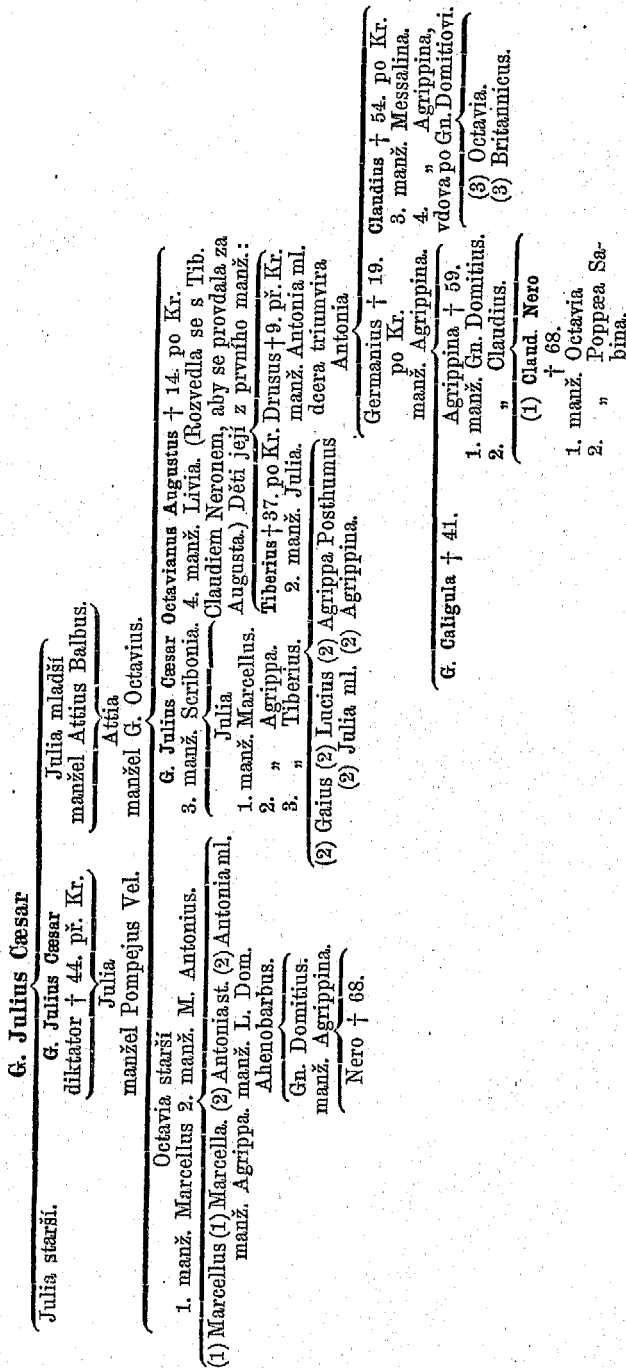 G. Julius Cæsar
Julia starší.
G. Julius Cæsar
diktator † 44. př. Kr.
Julia
manžel Pompejus Vel.
Julia mladší
manžel Attius Balbus.
Attia
manžel G. Octavius.
Octavia starší
1. manž. Marcellus 2. manž. M. Antonius.
(1) Marcellus (1) Marcella. (2) Antonia st. (2) Antonia ml.
manž. Agrippa. manž. L. Dom.
Ahenobarbus.
Gn. Domitius.
manž. Agrippina.
Nero † 68.
G. Julius Cæsar Octavianus Augustus † 14. po Kr.
3. manž. Scribonia.
Julia
1. manž. Marcellus.
2. „ Agrippa.
3. „ Tiberius.
(2) Gaius (2) Lucius (2) Agrippa Posthumus
(2) Julia ml. (2) Agrippina.
4. manž. Livia. (Rozvedla se s Tib.
Claudiem Neronem, aby se provdala za
Augusta.) Děti její z prvního manž.:
Tiberius † 37. po Kr.
2. manž. Julia.
Drusus † 9. př. Kr.
manž. Antonia ml.
dcera triumvira
Antonia
Germanius † 19.
po Kr.
manž. Agrippina.
G. Caligula † 41.
Agrippina † 59.
1. manž. Gn. Domitius.
2. „ Claudius.
(1) Claud. Nero
† 68.
1. manž. Octavia
2. „ Poppæa Sa-
bina.
Claudius † 54. po Kr.
3. manž. Messalina.
4. „ Agrippina,
vdova po Gn. Domitiovi.
(3) Octavia.
(3) Britannicus.